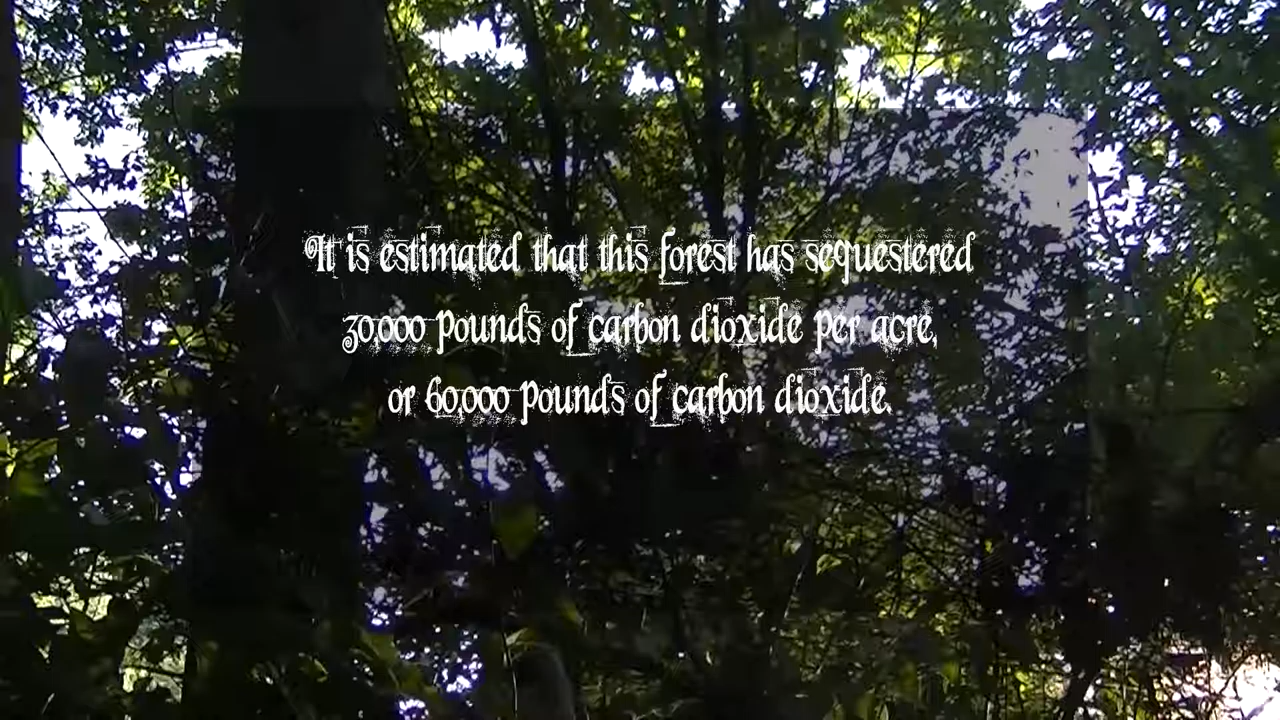 It is estimated that this forest has sequestered
30,000 pounds of carbon dioxide per acre,
or 60,000 pounds of carbon dioxide.